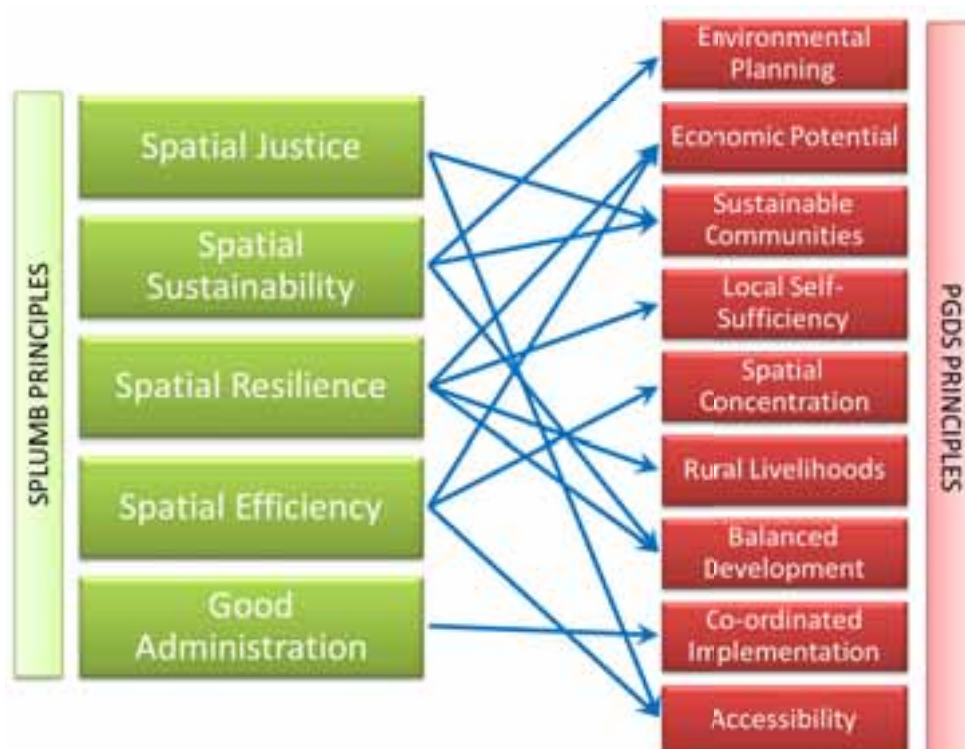 SPLUMB PRINCIPLES
Spatial Justice
Spatial
Sustainability
Spatial Resilience
Spatial Efficiency
Good
Administration
Environmental
Planning
Economic Potential
Sustainable
Communities
Local Self-
Sufficiency
Spatial
Concentration
Rural Livelihoods
Balanced
Development
Co-ordinated
Implementation
Accessibility
PGDS PRINCIPLES